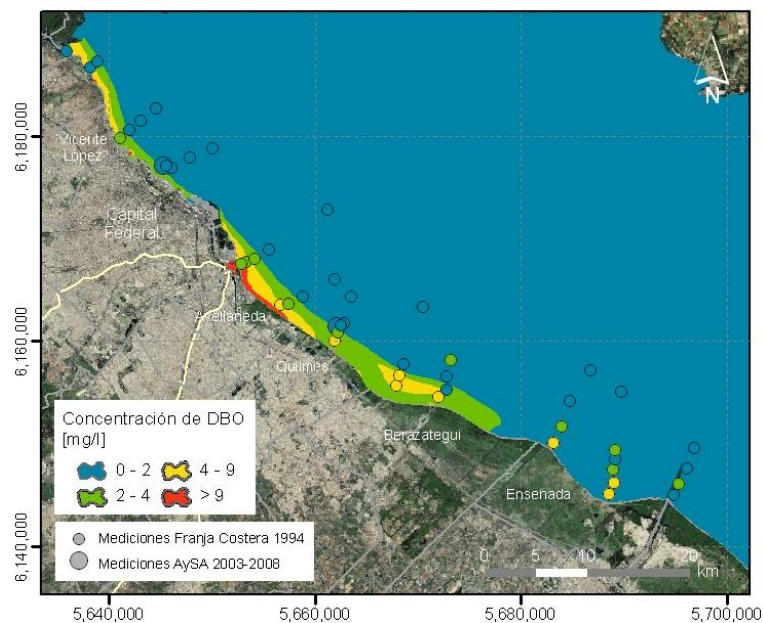 6,180,000
6,160,000
6,140,000
N
Vicente
López
Capital
Federal
Avellaneda
Quilmes
Berazategui
Ensenada
Concentración de DBO
[mg/l]
0 - 2
4 - 9
2 - 4
> 9
Mediciones Franja Costera 1994
Mediciones AySA 2003-2008
0 5 10 20
km
5,640,000 5,660,000 5,680,000 5,700,000